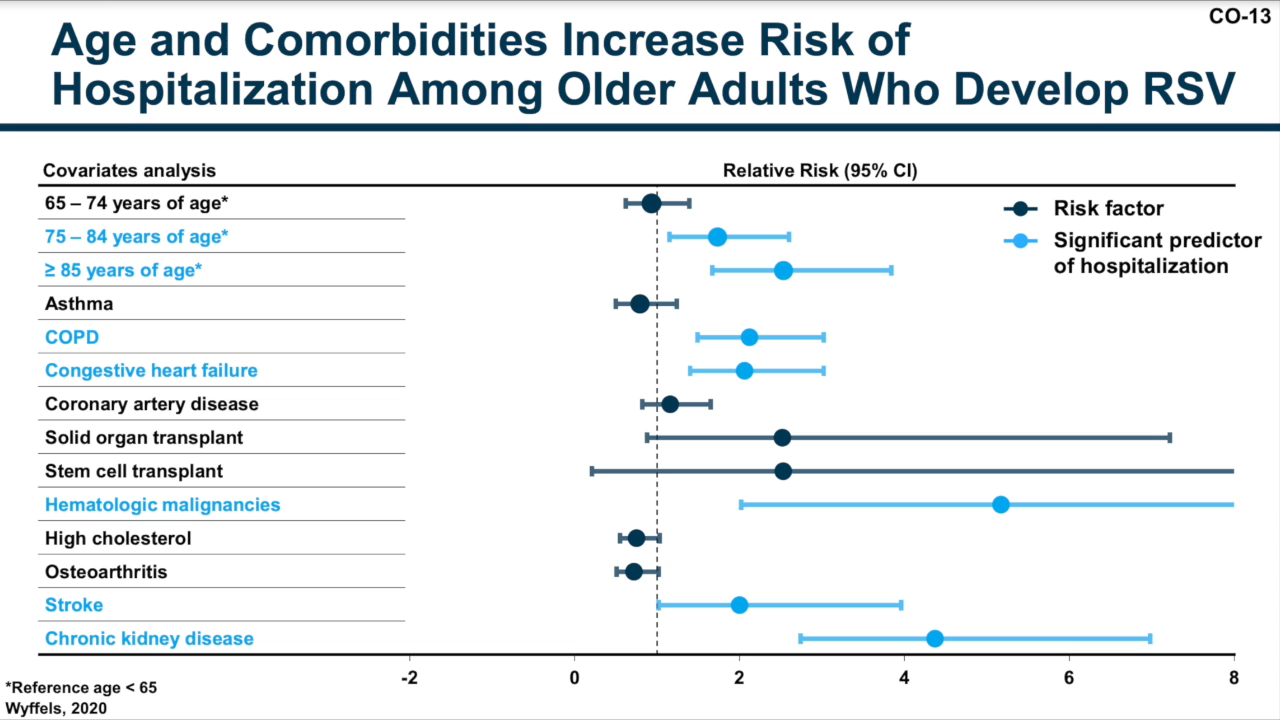 CO-13
Age and Comorbidities Increase Risk of
Hospitalization Among Older Adults Who Develop RSV
Covariates analysis
Relative Risk (95% CI)
65 – 74 years of age*
75 – 84 years of age*
≥ 85 years of age*
Asthma
COPD
Congestive heart failure
Coronary artery disease
Solid organ transplant
Stem cell transplant
Hematologic malignancies
High cholesterol
Osteoarthritis
Stroke
Chronic kidney disease
Risk factor
Significant predictor
of hospitalization
-2 0 2 4 6 8
*Reference age < 65
Wyffels, 2020